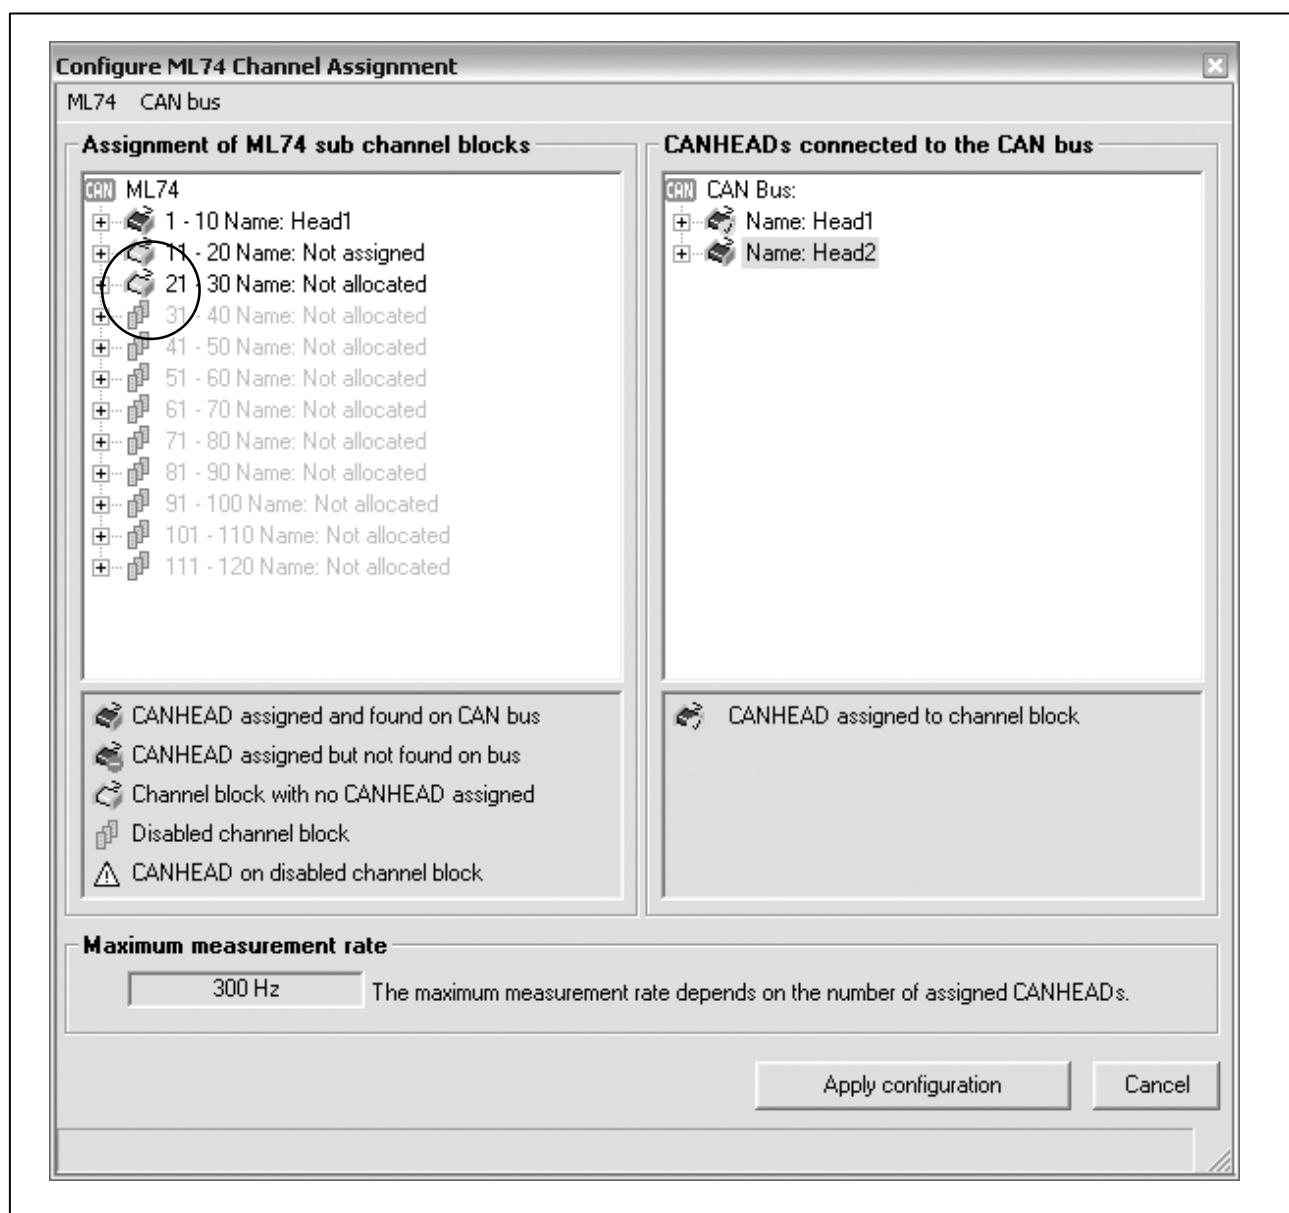 Configure ML74 Channel Assignment
ML74 CAN bus
Assignment of ML74 sub channel blocks
CAN ML74
1 - 10 Name: Head1
11 - 20 Name: Not assigned
21 - 30 Name: Not allocated
31 - 40 Name: Not allocated
41 - 50 Name: Not allocated
51 - 60 Name: Not allocated
61 - 70 Name: Not allocated
71 - 80 Name: Not allocated
81 - 90 Name: Not allocated
91 - 100 Name: Not allocated
101 - 110 Name: Not allocated
111 - 120 Name: Not allocated
CANHEAD assigned and found on CAN bus
CANHEAD assigned but not found on bus
Channel block with no CANHEAD assigned
Disabled channel block
CANHEAD on disabled channel block
CANHEADs connected to the CAN bus
CAN CAN Bus:
Name: Head1
Name: Head2
CANHEAD assigned to channel block
Maximum measurement rate
300 Hz The maximum measurement rate depends on the number of assigned CANHEADs.
Apply configuration Cancel